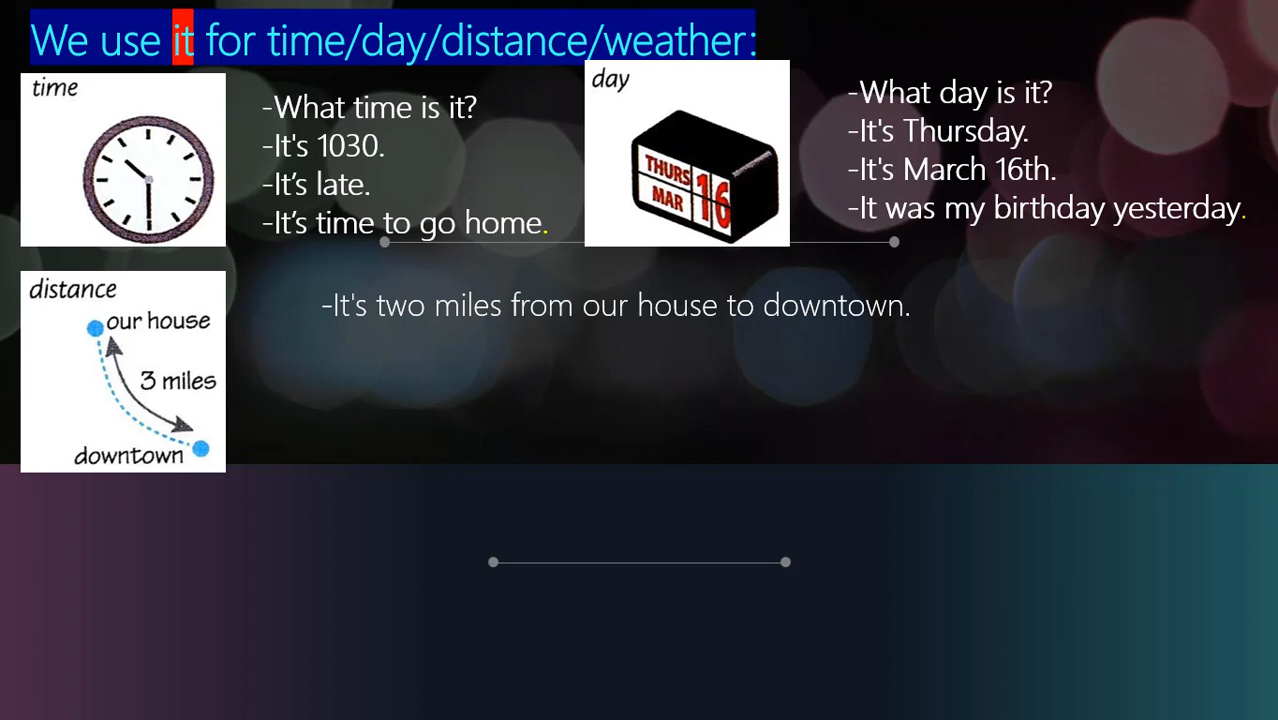 We use it for time/day/distance/weather:
time
-What time is it?
-It's 1030.
-It’s late.
-It’s time to go home.
day
THURS
MAR
16
-What day is it?
-It's Thursday.
-It's March 16th.
-It was my birthday yesterday.
distance
our house
3 miles
downtown
-It's two miles from our house to downtown.